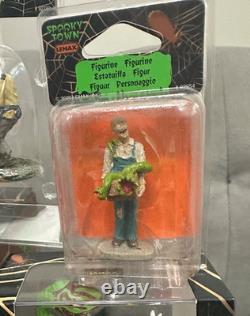 SPOOKY
TOWN
LEMAX
Figurine Figurine
Estatuilla Figur
Figuur Personaggio